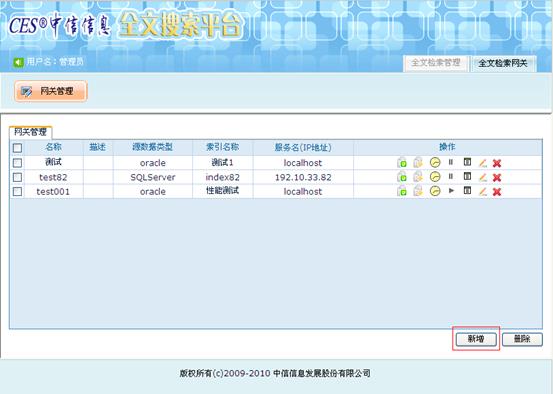 CES®中信信息 全文搜索平台
用户名：管理员
全文检索管理 全文检索网关
网关管理
网关管理
名称 描述 源数据类型 索引名称 服务名(IP地址) 操作
测试 oracle 测试1 localhost
test82 SQLServer index82 192.10.33.82
test001 oracle 性能测试 localhost
新增 删除
版权所有(c)2009-2010 中信信息发展股份有限公司